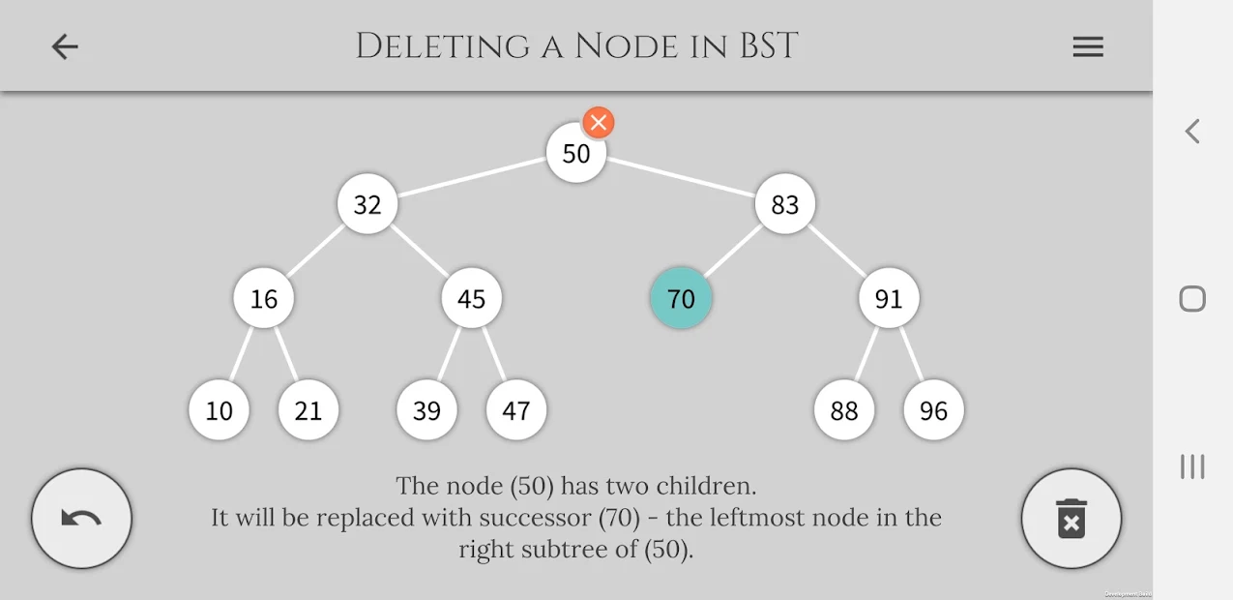 DELETING A NODE IN BST
50
32
83
16
45
70
91
10
21
39
47
88
96
The node (50) has two children.
It will be replaced with successor (70) - the leftmost node in the
right subtree of (50).
Development Build